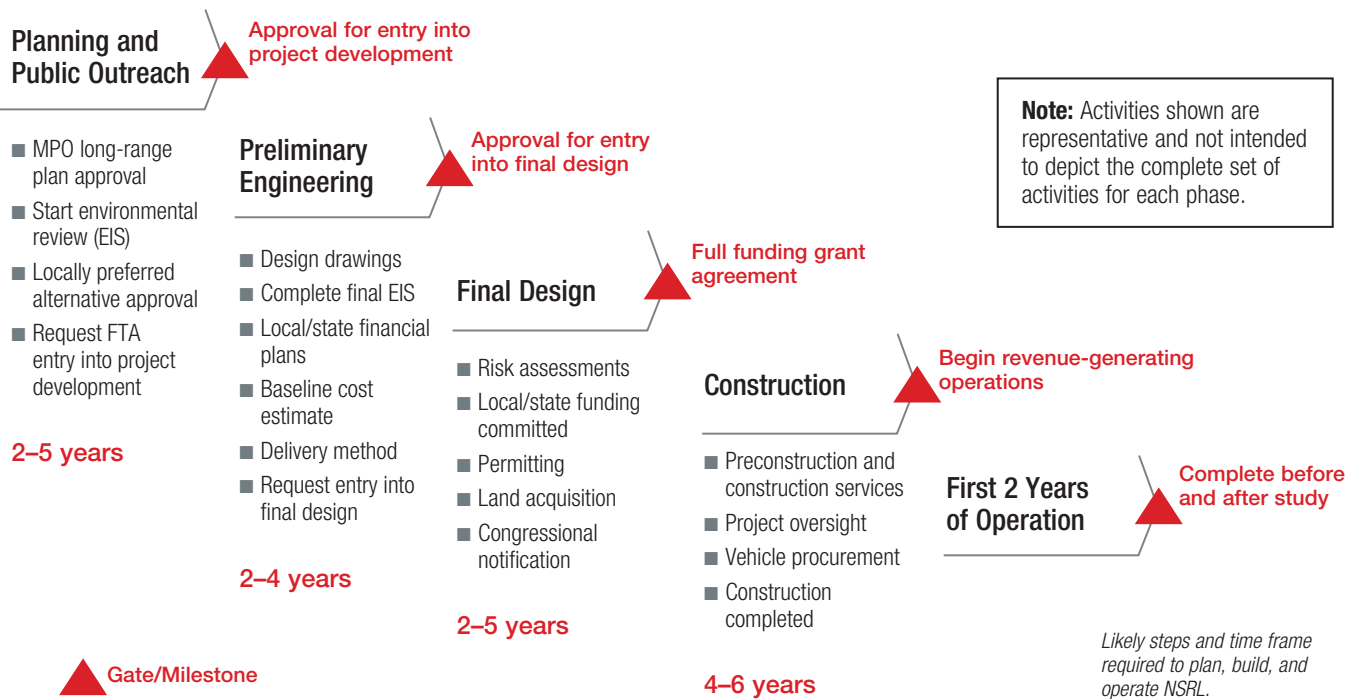 Planning and
Public Outreach
Approval for entry into
project development
■ MPO long-range
plan approval
■ Start environmental
review (EIS)
■ Locally preferred
alternative approval
■ Request FTA
entry into project
development
2–5 years
Preliminary
Engineering
Approval for entry
into final design
■ Design drawings
■ Complete final EIS
■ Local/state financial
plans
■ Baseline cost
estimate
■ Delivery method
■ Request entry into
final design
2–4 years
Final Design
Full funding grant
agreement
■ Risk assessments
■ Local/state funding
committed
■ Permitting
■ Land acquisition
■ Congressional
notification
2–5 years
Construction
Begin revenue-generating
operations
■ Preconstruction and
construction services
■ Project oversight
■ Vehicle procurement
■ Construction
completed
4–6 years
First 2 Years
of Operation
Complete before
and after study
Note: Activities shown are
representative and not intended
to depict the complete set of
activities for each phase.
Gate/Milestone
Likely steps and time frame
required to plan, build, and
operate NSRL.